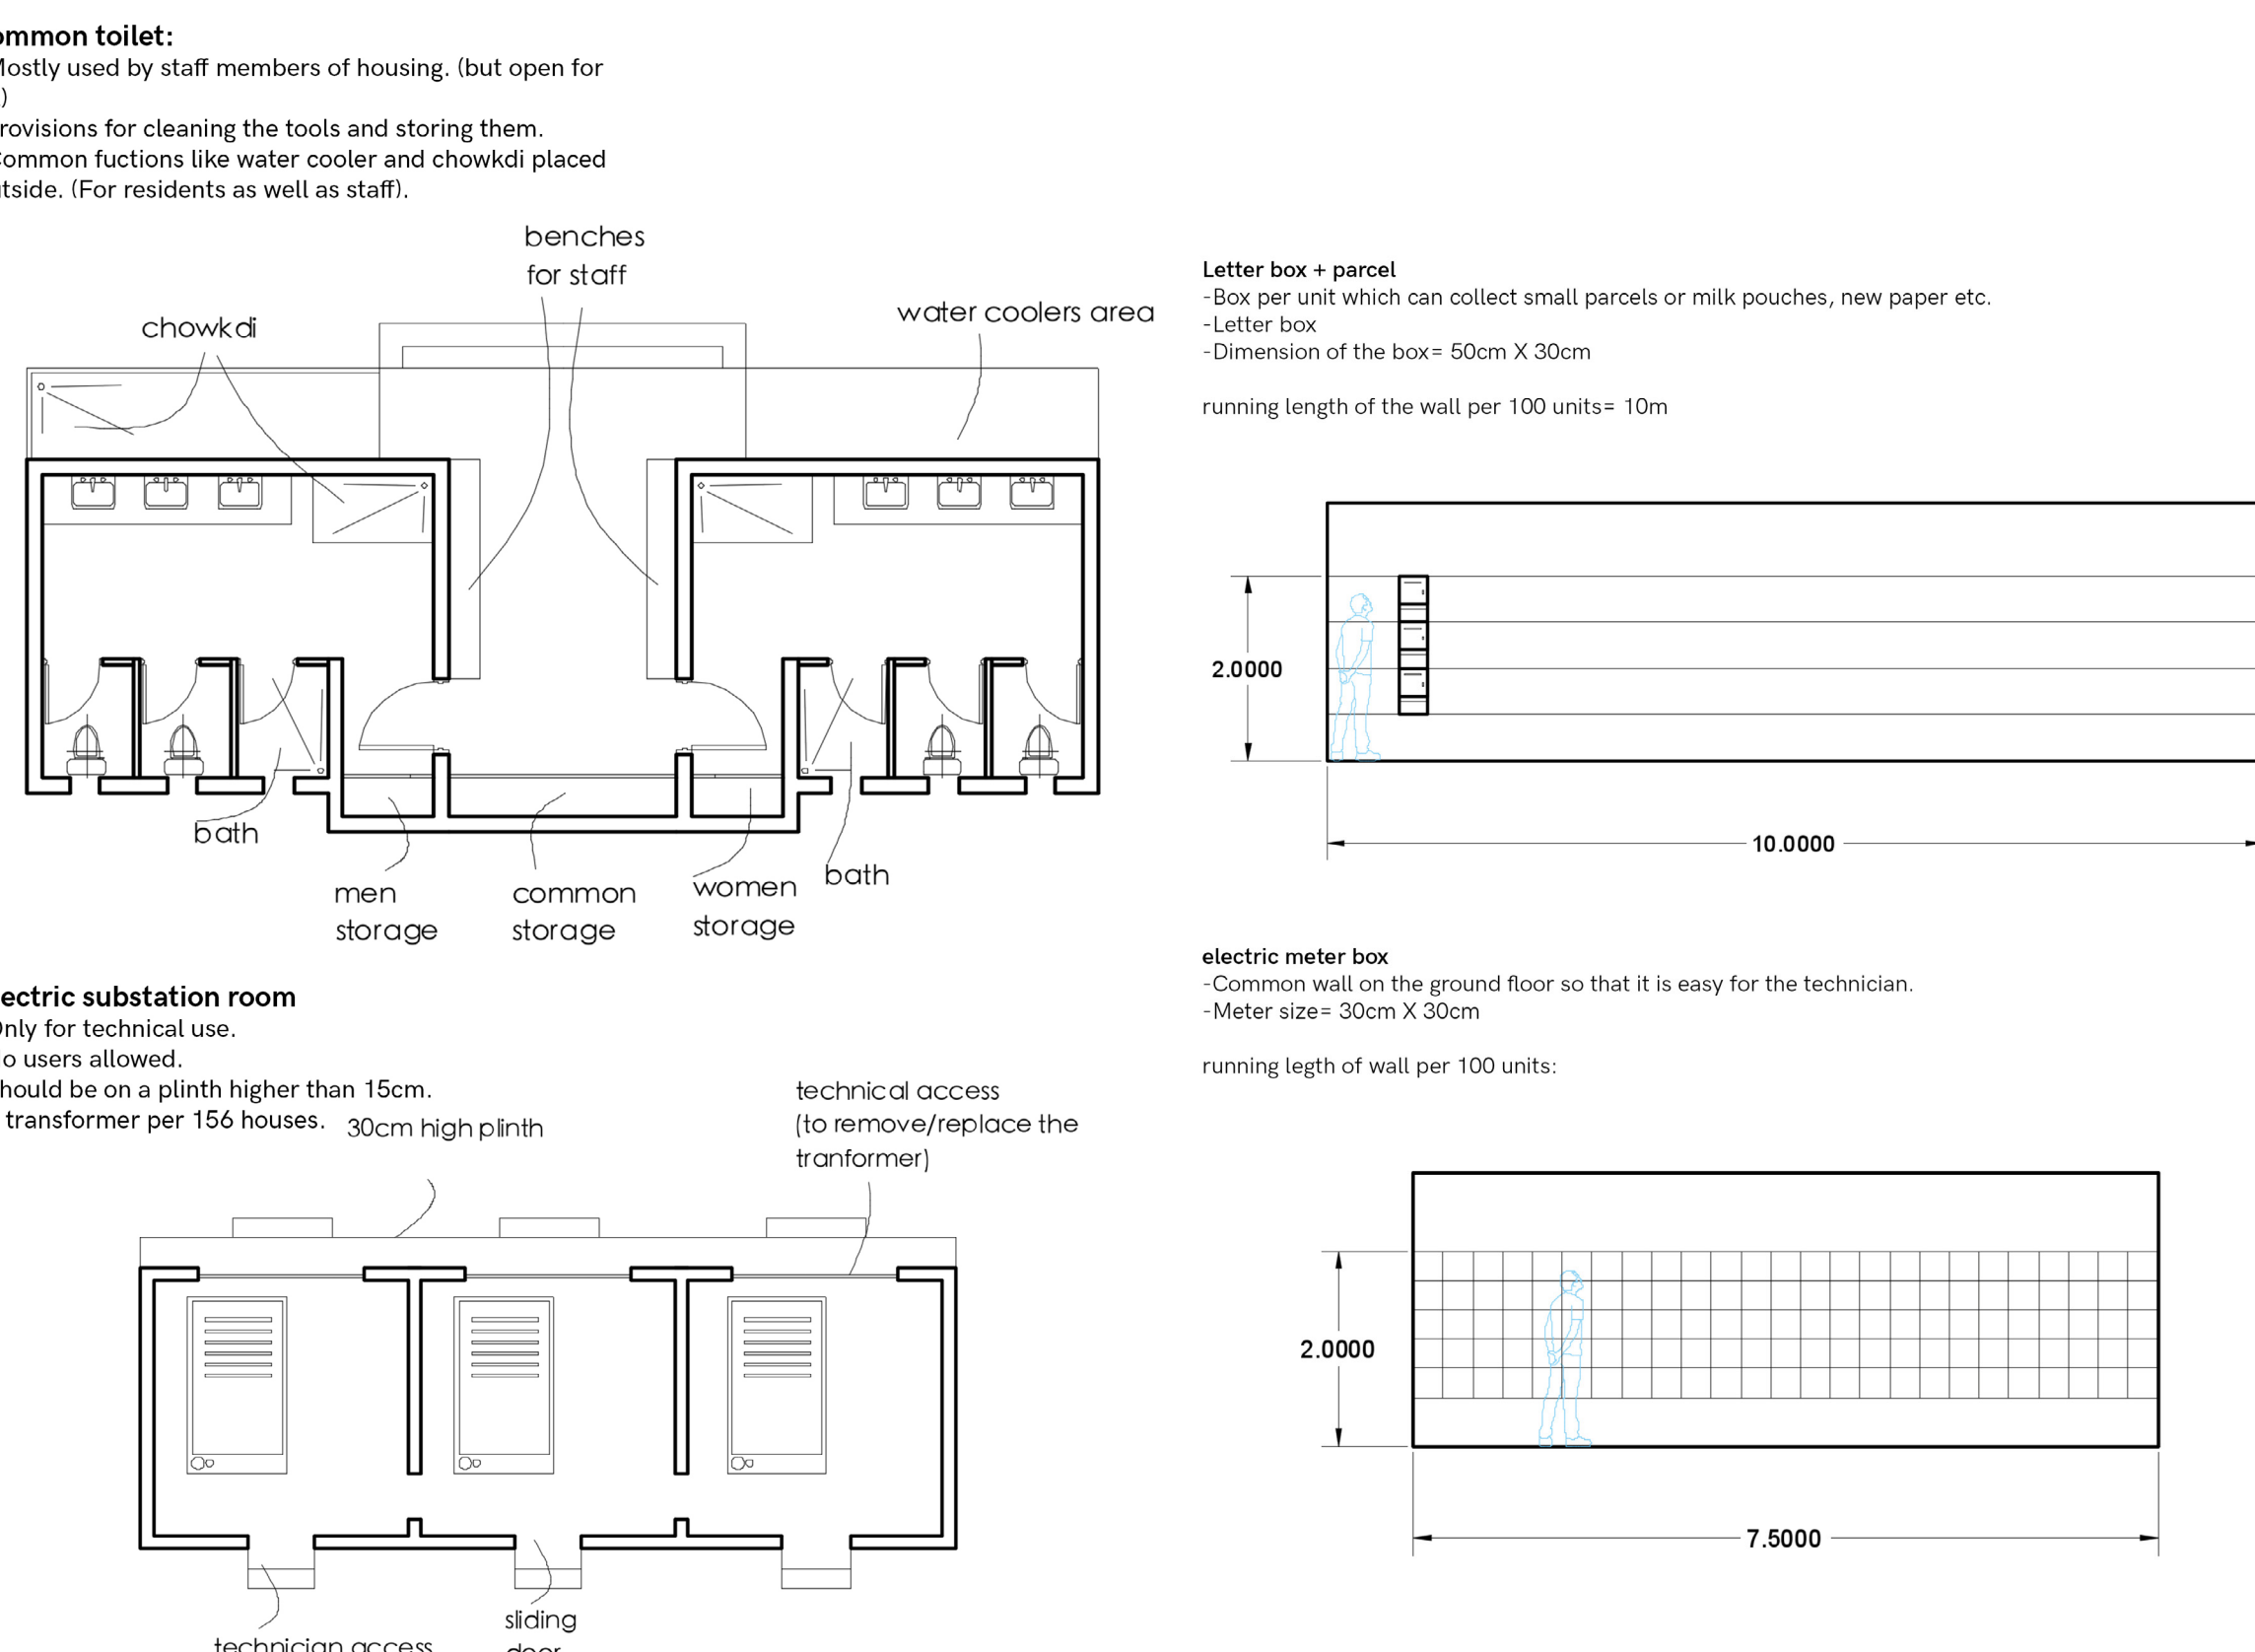 ommon toilet:
Mostly used by staff members of housing. (but open for
)
rovisions for cleaning the tools and storing them.
Common fuctions like water cooler and chowkdi placed
tside. (For residents as well as staff).
benches
for staff
chowkdi
water coolers area
bath
men
storage
common
storage
women
storage
bath
Letter box + parcel
-Box per unit which can collect small parcels or milk pouches, new paper etc.
-Letter box
-Dimension of the box= 50cm X 30cm
running length of the wall per 100 units= 10m
2.0000
10.0000
ectric substation room
Only for technical use.
o users allowed.
hould be on a plinth higher than 15cm.
transformer per 156 houses.
30cm high plinth
technical access
(to remove/replace the
tranformer)
technician access
sliding
door
electric meter box
-Common wall on the ground floor so that it is easy for the technician.
-Meter size= 30cm X 30cm
running legth of wall per 100 units:
2.0000
7.5000